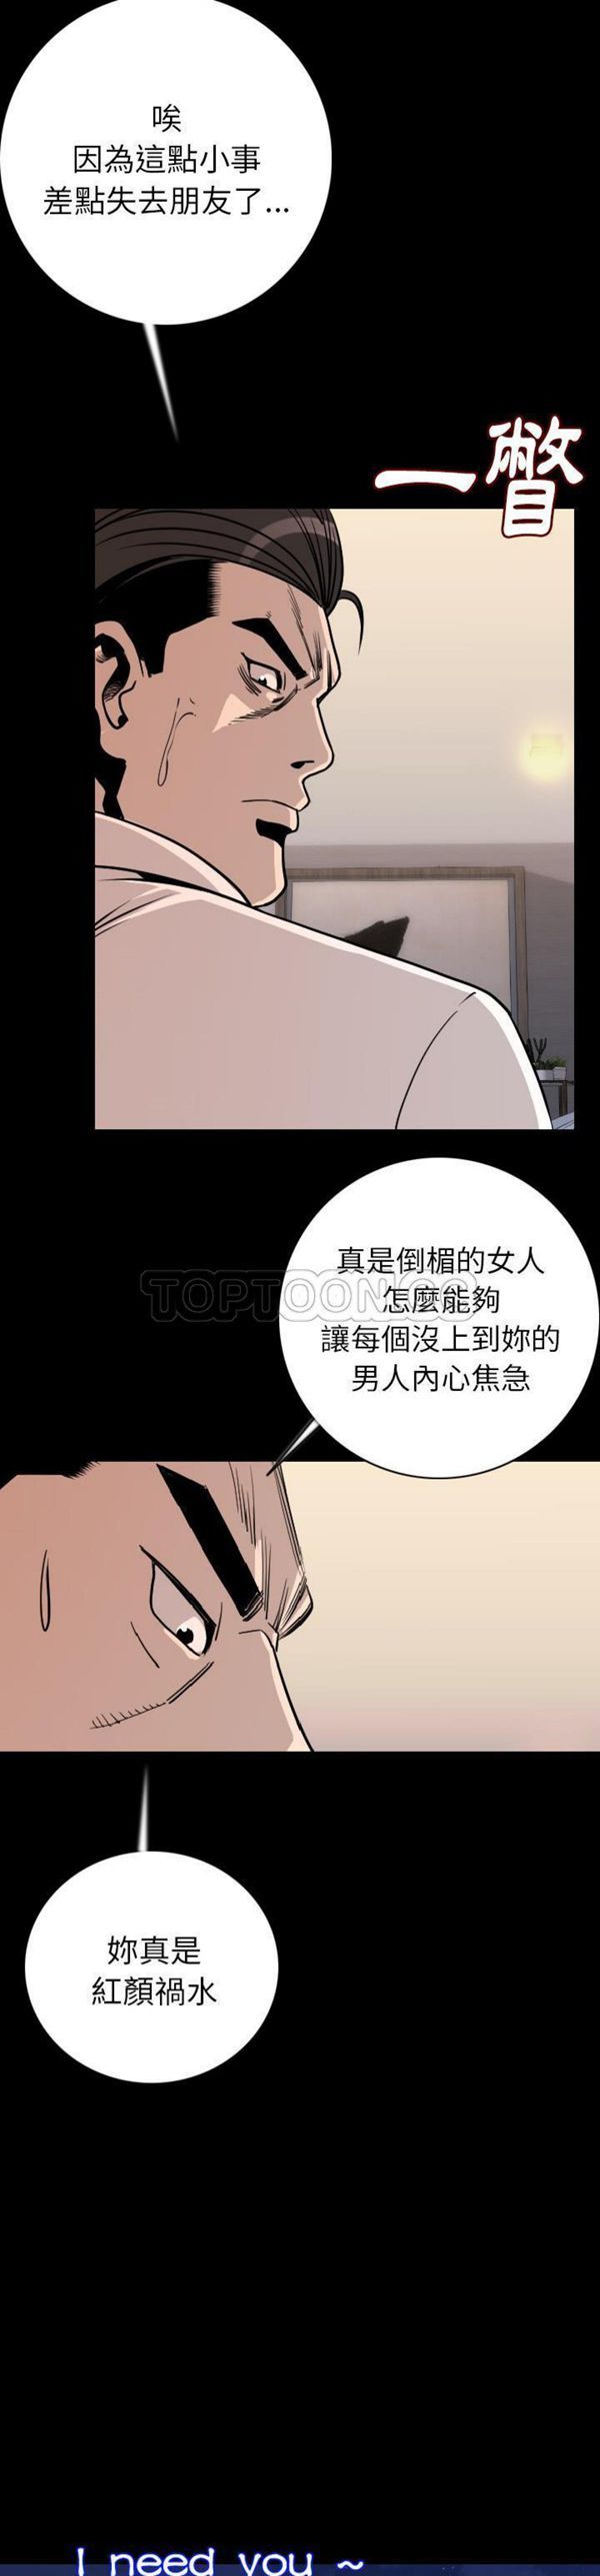 唉
因為這點小事
差點失去朋友了...
一瞥
真是倒楣的女人
怎麼能夠
讓每個沒上到妳的
男人內心焦急
妳真是
紅顏禍水
I need you ~